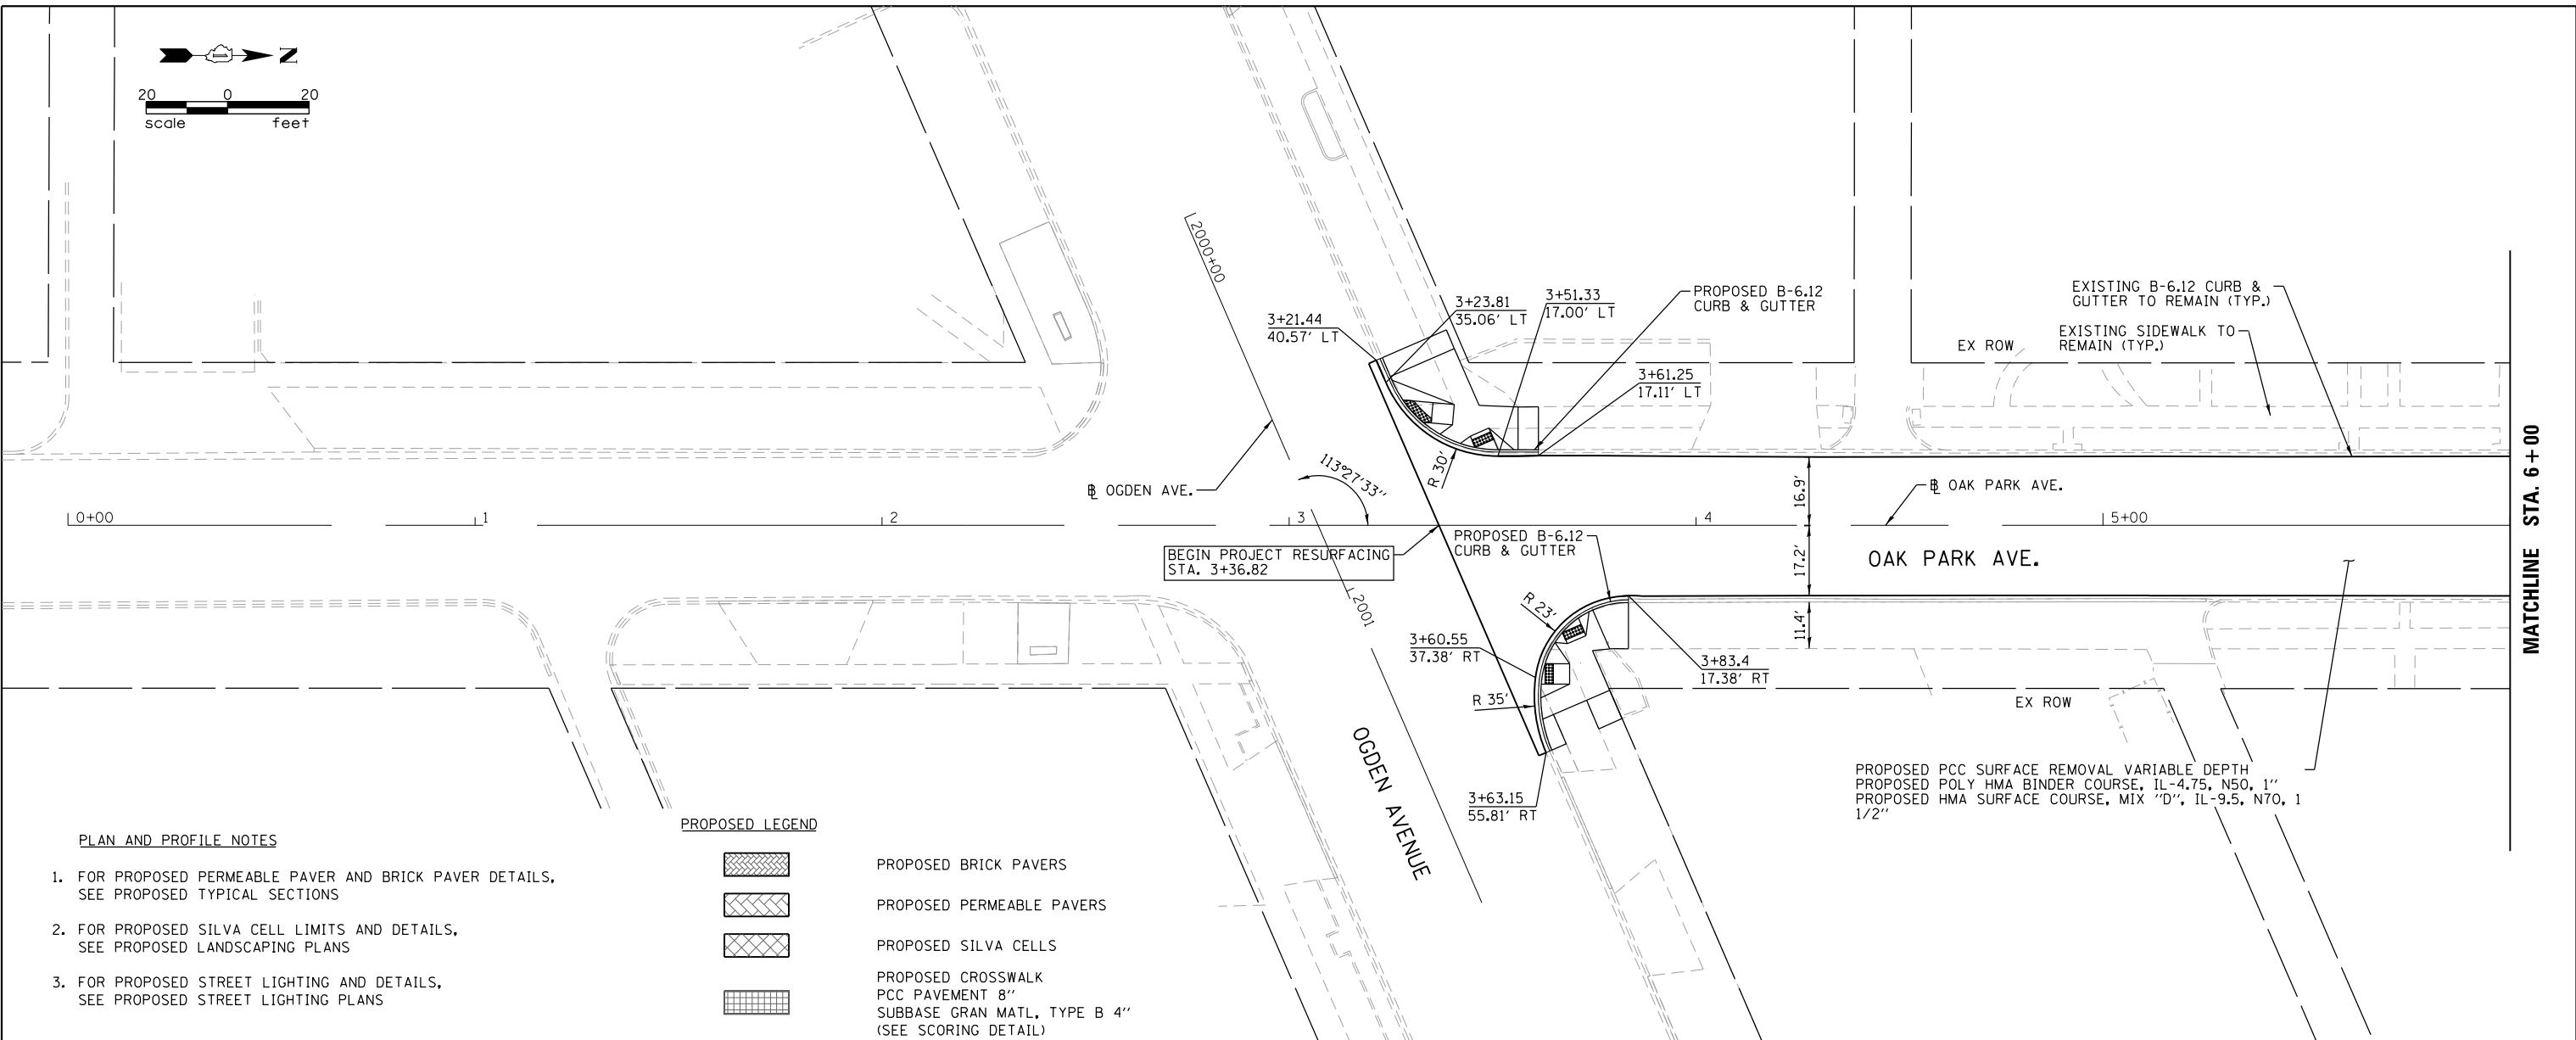 N
20 0 20
scale feet
2000+00
3+21.44
40.57' LT
3+23.81
35.06' LT
3+51.33
17.00' LT
PROPOSED B-6.12
CURB & GUTTER
3+61.25
17.11' LT
EXISTING B-6.12 CURB &
GUTTER TO REMAIN (TYP.)
EXISTING SIDEWALK TO
REMAIN (TYP.)
EX ROW
113°27'33"
R 30'
℄ OGDEN AVE.
16.9'
℄ OAK PARK AVE.
MATCHLINE STA. 6+00
0+00 1 2 3 4 5+00
BEGIN PROJECT RESURFACING
STA. 3+36.82
PROPOSED B-6.12
CURB & GUTTER
17.2'
OAK PARK AVE.
2001
R 23'
11.4'
3+60.55
37.38' RT
3+83.4
17.38' RT
R 35'
EX ROW
OGDEN AVENUE
3+63.15
55.81' RT
PROPOSED PCC SURFACE REMOVAL VARIABLE DEPTH
PROPOSED POLY HMA BINDER COURSE, IL-4.75, N50, 1''
PROPOSED HMA SURFACE COURSE, MIX "D", IL-9.5, N70, 1
1/2''
PLAN AND PROFILE NOTES
1. FOR PROPOSED PERMEABLE PAVER AND BRICK PAVER DETAILS,
SEE PROPOSED TYPICAL SECTIONS
2. FOR PROPOSED SILVA CELL LIMITS AND DETAILS,
SEE PROPOSED LANDSCAPING PLANS
3. FOR PROPOSED STREET LIGHTING AND DETAILS,
SEE PROPOSED STREET LIGHTING PLANS
PROPOSED LEGEND
PROPOSED BRICK PAVERS
PROPOSED PERMEABLE PAVERS
PROPOSED SILVA CELLS
PROPOSED CROSSWALK
PCC PAVEMENT 8''
SUBBASE GRAN MATL, TYPE B 4''
(SEE SCORING DETAIL)